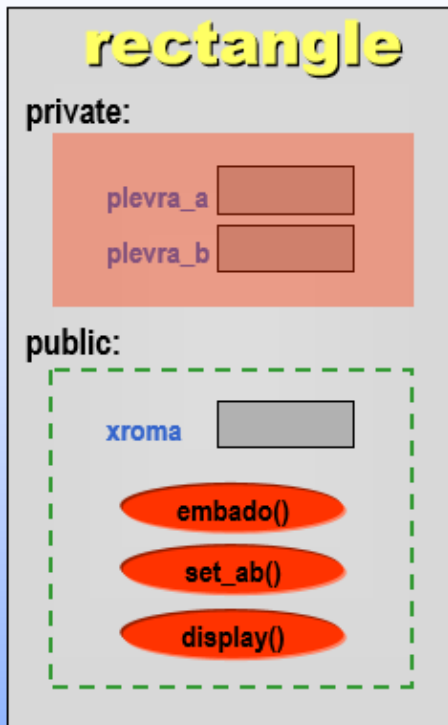 rectangle
private:
plevra_a
plevra_b
public:
xroma
embado()
set_ab()
display()